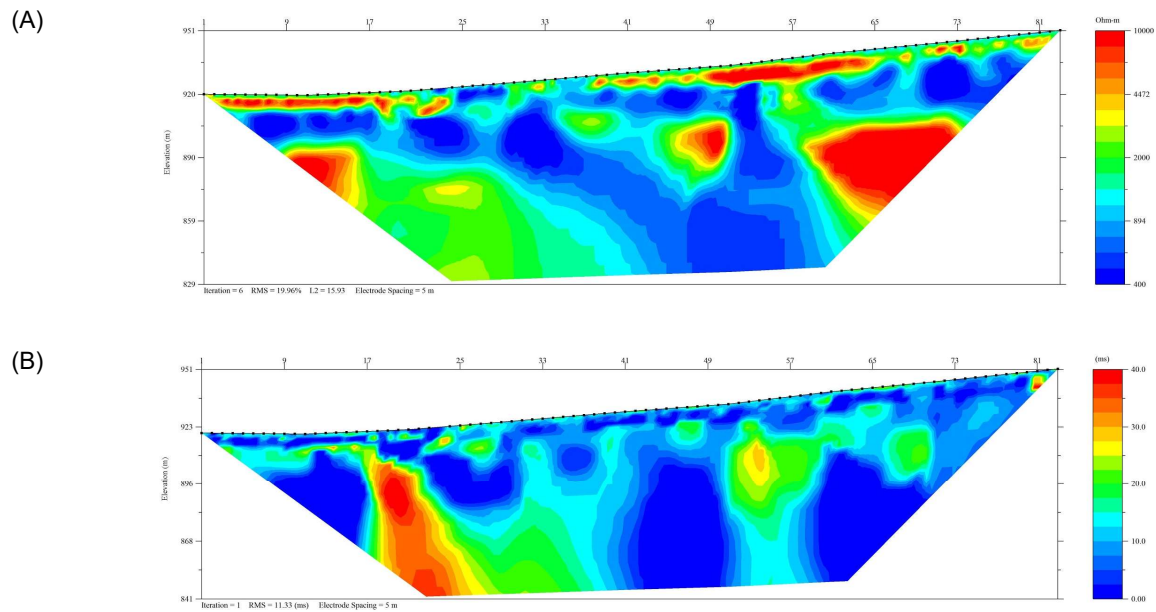 (A)
1 9 17 25 33 41 49 57 65 73 81
Ohm-m
951
920
890
859
829
Elevation (m)
10000
4472
2000
894
400
Iteration = 6 RMS = 19.96% L2 = 15.93 Electrode Spacing = 5 m
(B)
1 9 17 25 33 41 49 57 65 73 81
(ms)
951
923
896
868
841
Elevation (m)
40.0
30.0
20.0
10.0
0.00
Iteration = 1 RMS = 11.33 (ms) Electrode Spacing = 5 m